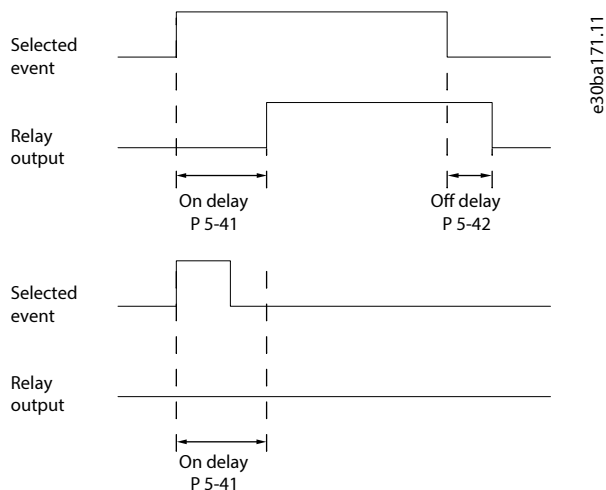 Selected
event
Relay
output
On delay
P 5-41
Off delay
P 5-42
Selected
event
Relay
output
On delay
P 5-41
e30ba171.11